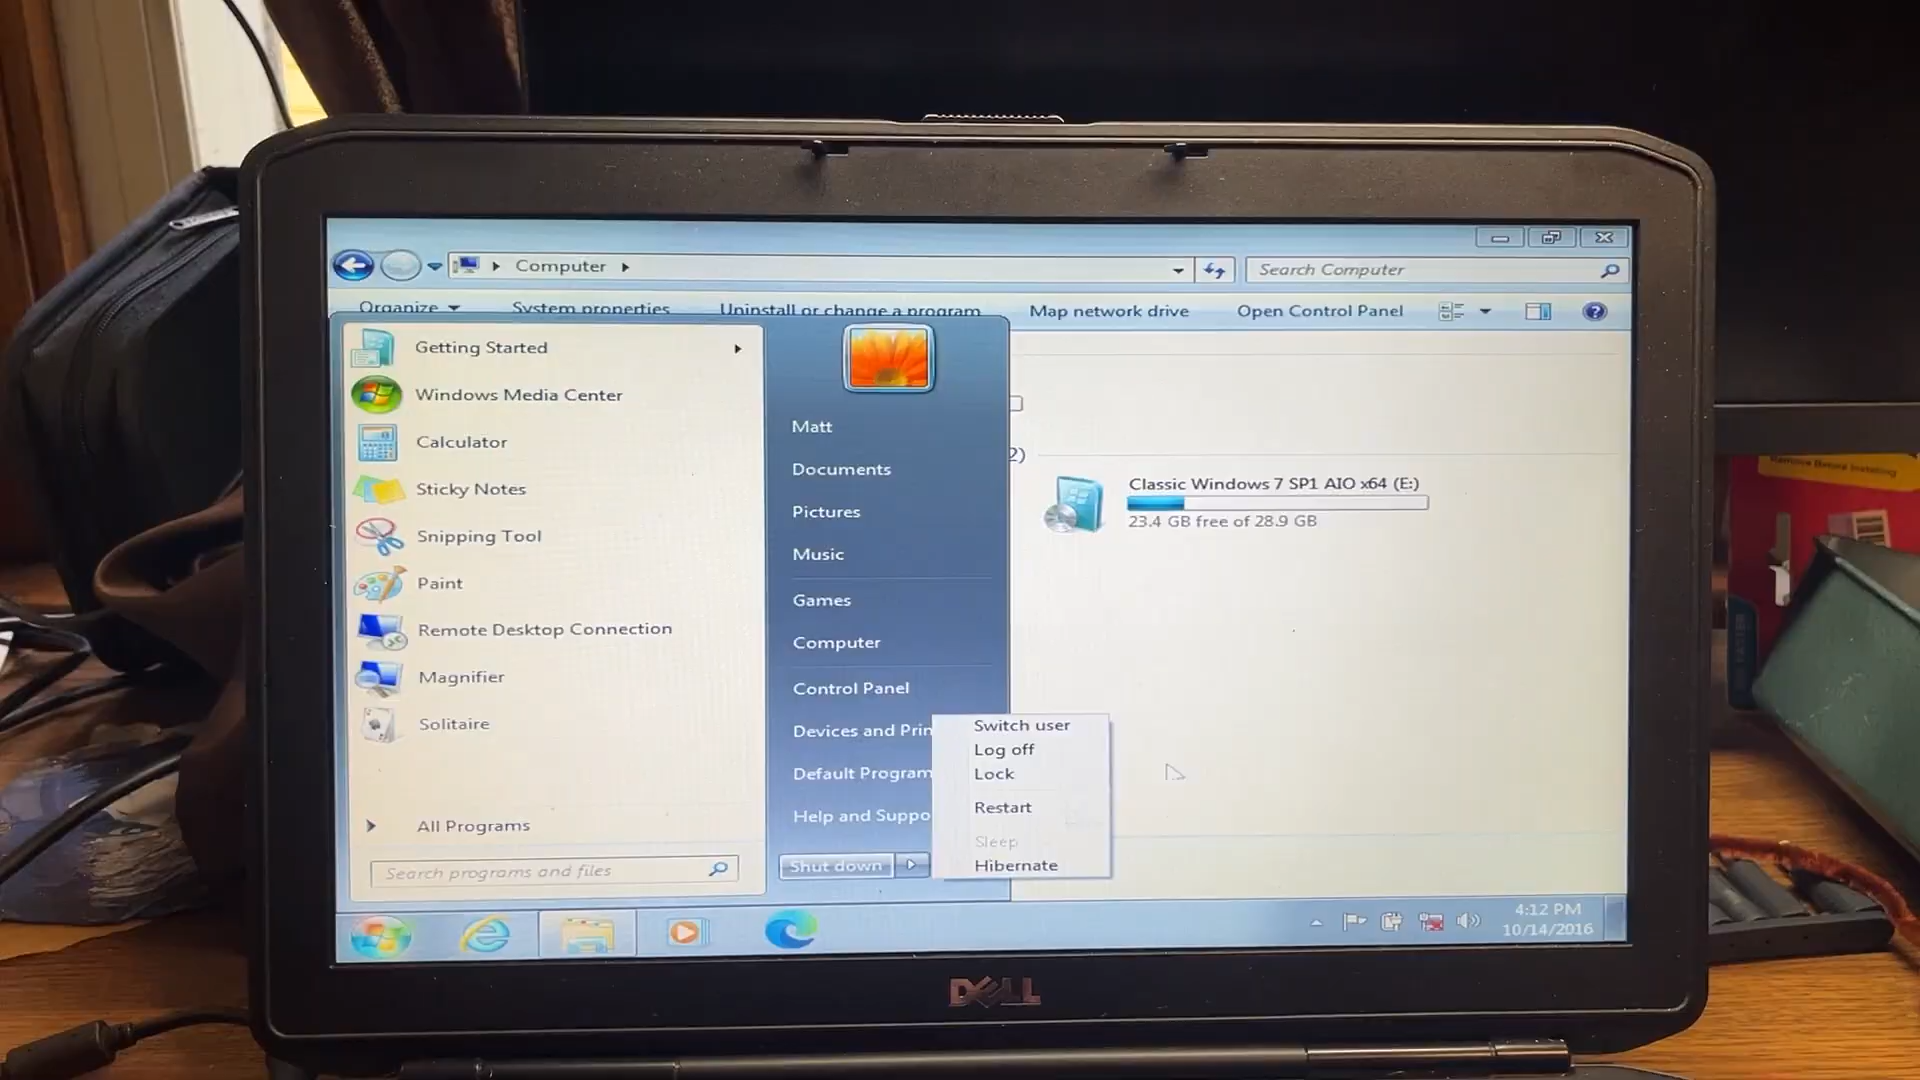 Computer
Search Computer
Organize
System properties
Uninstall or change a program
Map network drive
Open Control Panel
Getting Started
Windows Media Center
Calculator
Sticky Notes
Snipping Tool
Paint
Remote Desktop Connection
Magnifier
Solitaire
All Programs
Search programs and files
Matt
Documents
Pictures
Music
Games
Computer
Control Panel
Devices and Prin
Default Program
Help and Suppo
Shut down
Switch user
Log off
Lock
Restart
Sleep
Hibernate
2)
Classic Windows 7 SP1 AIO x64 (E:)
23.4 GB free of 28.9 GB
4:12 PM
10/14/2016
DELL
Remove Before Installing